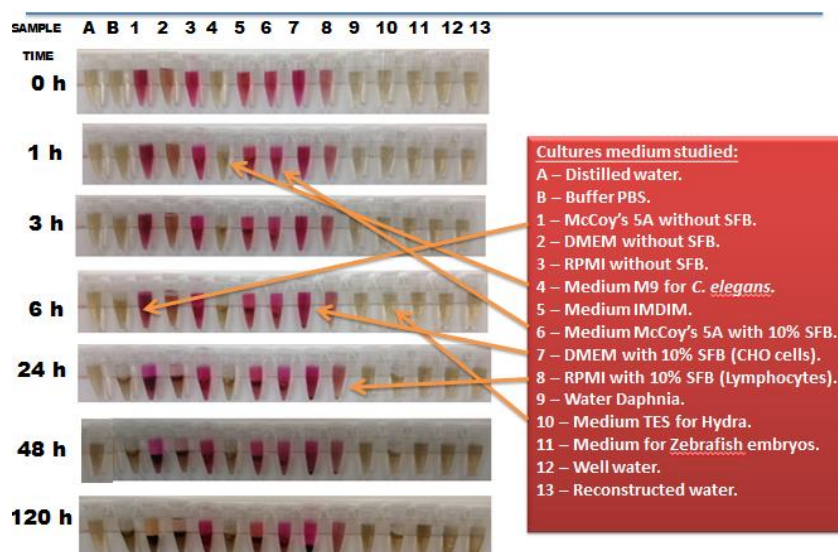 SAMPLE A B 1 2 3 4 5 6 7 8 9 10 11 12 13
TIME
0 h
1 h
3 h
6 h
24 h
48 h
120 h
Cultures medium studied:
A – Distilled water.
B – Buffer PBS.
1 – McCoy's 5A without SFB.
2 – DMEM without SFB.
3 – RPMI without SFB.
4 – Medium M9 for C. elegans.
5 – Medium IMDIM.
6 – Medium McCoy's 5A with 10% SFB.
7 – DMEM with 10% SFB (CHO cells).
8 – RPMI with 10% SFB (Lymphocytes).
9 – Water Daphnia.
10 – Medium TES for Hydra.
11 – Medium for Zebrafish embryos.
12 – Well water.
13 – Reconstructed water.